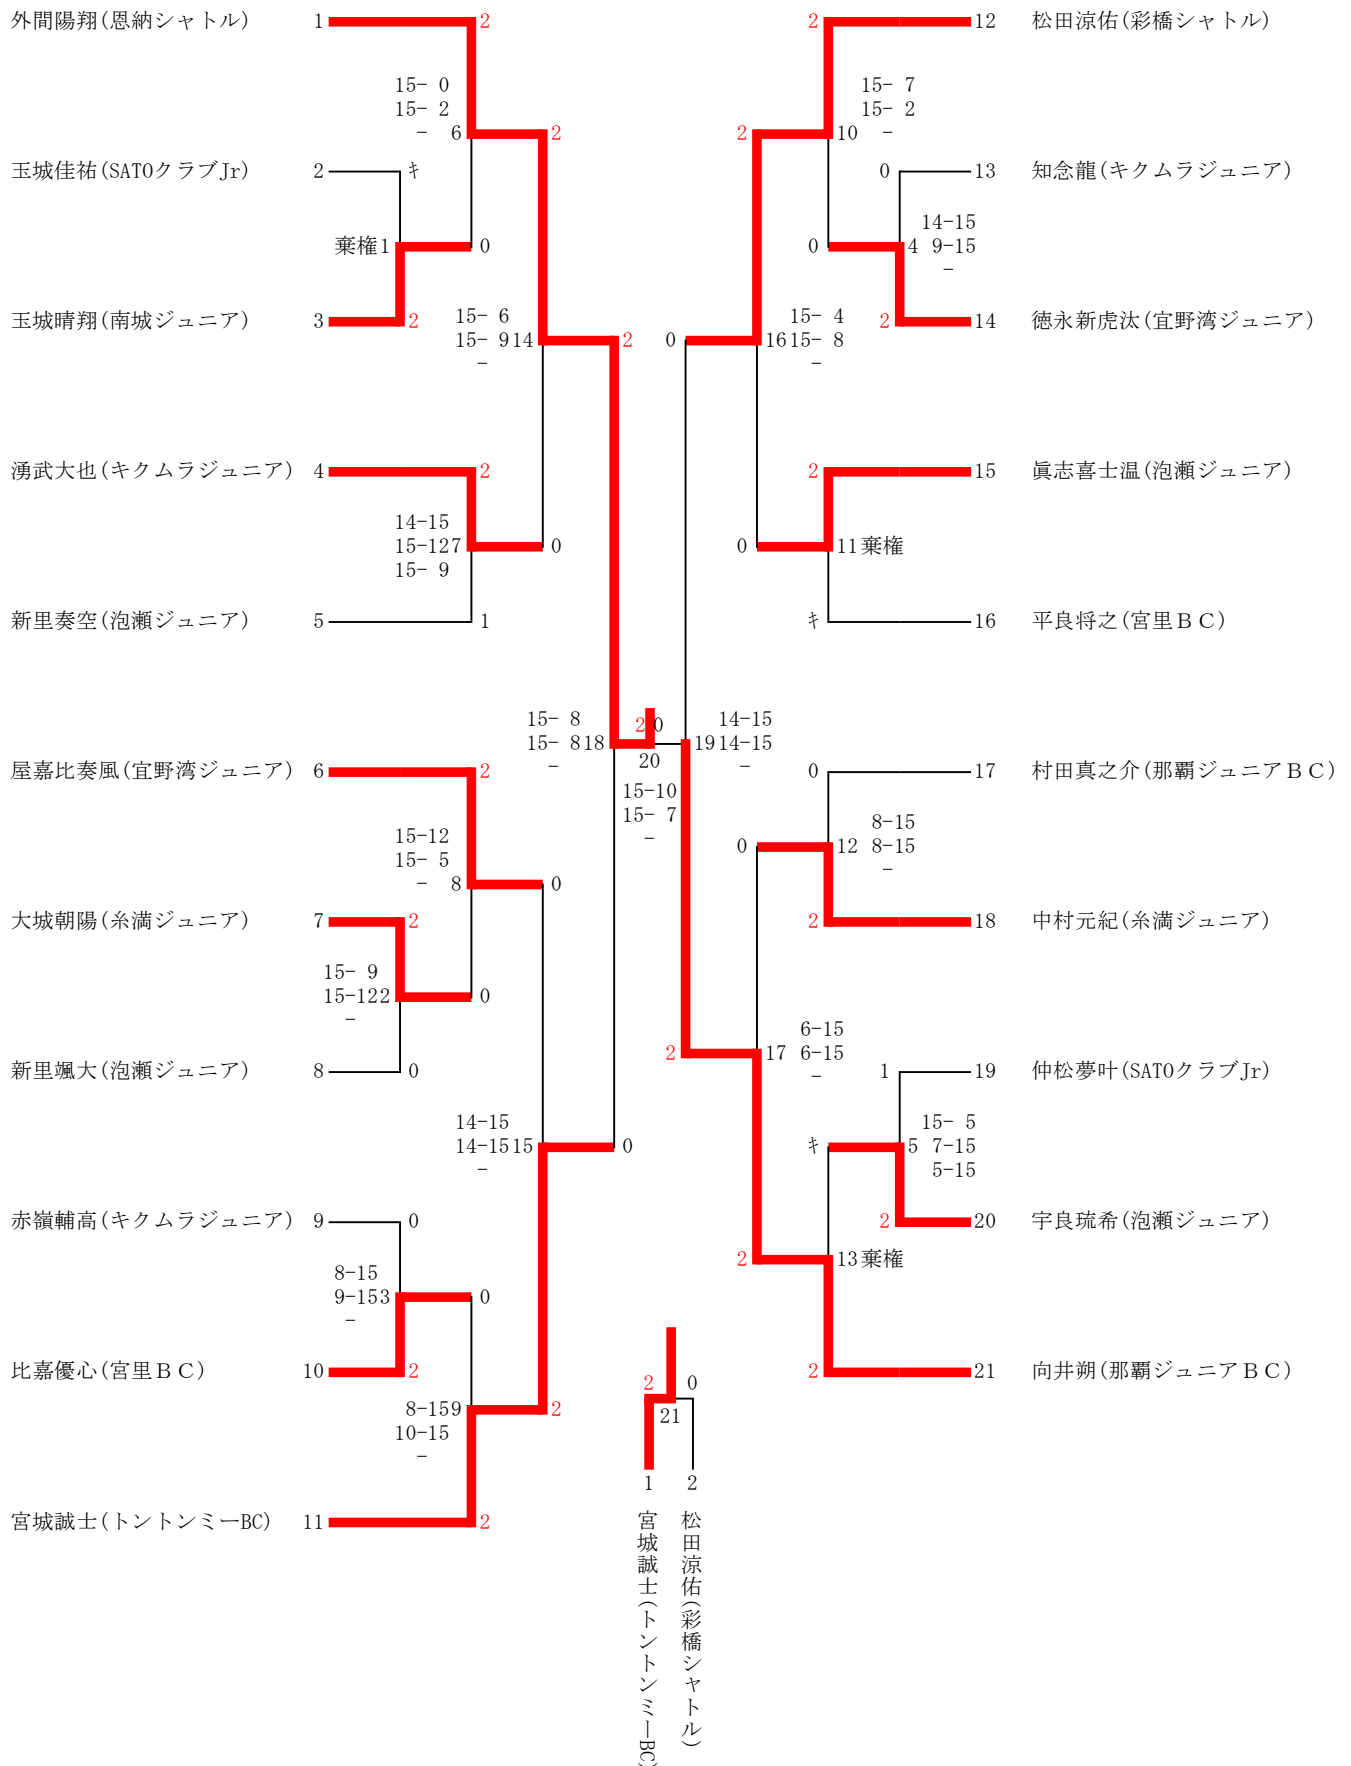 外間陽翔(恩納シャトル) 1 2
15- 0
15- 2
- 6 2
玉城佳祐(SATOクラブJr) 2 ｷ
棄権1 0
玉城晴翔(南城ジュニア) 3 2
15- 6
15- 9 14 2
-
湧武大也(キクムラジュニア) 4 2
14-15
15-12 7 0
15- 9
新里奏空(泡瀬ジュニア) 5 1
15- 8
15- 8 18 2
-
屋嘉比奏風(宜野湾ジュニア) 6 2
15-12
15- 5
- 8 0
大城朝陽(糸満ジュニア) 7 2
15- 9
15-12 2 0
-
新里颯大(泡瀬ジュニア) 8 0
14-15
14-15 15 0
-
赤嶺輔高(キクムラジュニア) 9 0
8-15
9-15 3 0
-
比嘉優心(宮里ＢＣ) 10 2
8-15 9 2
10-15
-
宮城誠士(トントンミーBC) 11 2
0
20
15-10
15- 7
-
2 12 松田涼佑(彩橋シャトル)
15- 7
15- 2
2 10 -
0 13 知念龍(キクムラジュニア)
14-15
0 4 9-15
-
2 14 徳永新虎汰(宜野湾ジュニア)
15- 4
0 16 15- 8
-
2 15 眞志喜士温(泡瀬ジュニア)
0 11 棄権
ｷ 16 平良将之(宮里ＢＣ)
14-15
19 14-15
-
0 17 村田真之介(那覇ジュニアＢＣ)
8-15
0 12 8-15
-
2 18 中村元紀(糸満ジュニア)
6-15
2 17 6-15
-
1 19 仲松夢叶(SATOクラブJr)
15- 5
ｷ 5 7-15
5-15
2 20 宇良琉希(泡瀬ジュニア)
2 13 棄権
2 21 向井朔(那覇ジュニアＢＣ)
2 0
21
1 2
宮城誠士(トントンミーBC)
松田涼佑(彩橋シャトル)